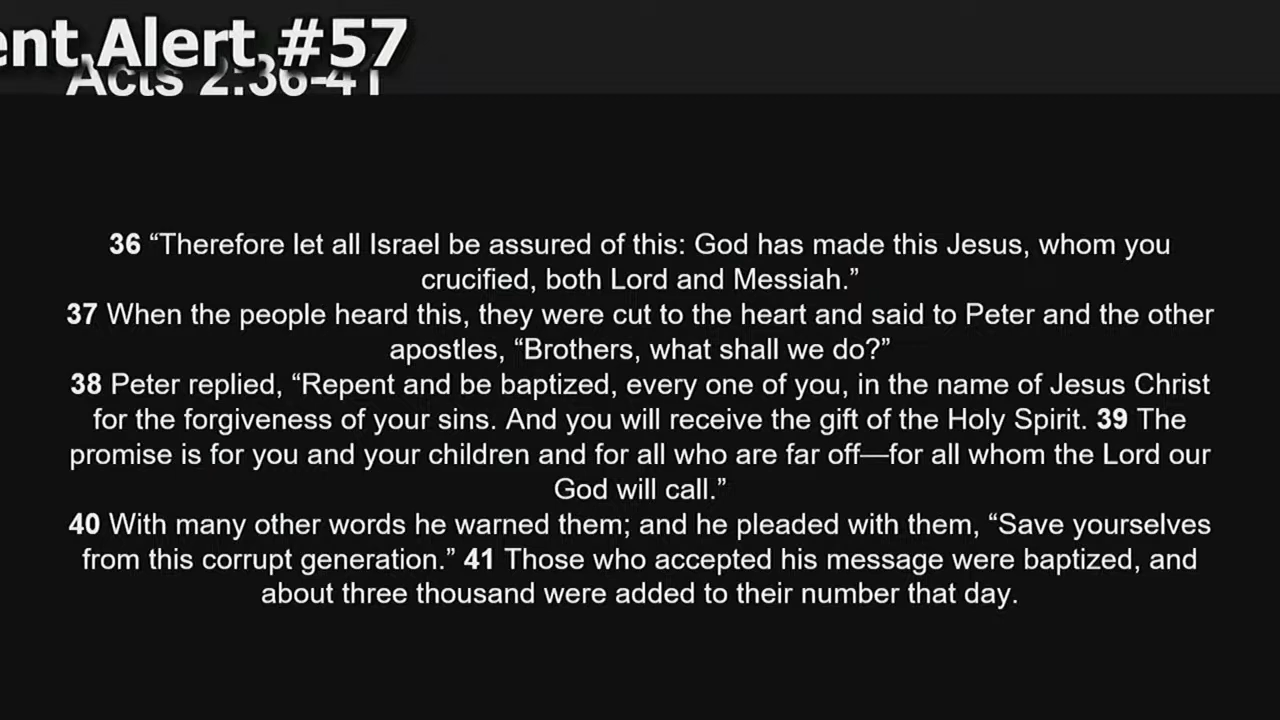 Alert #57
Acts 2:36-41
36 “Therefore let all Israel be assured of this: God has made this Jesus, whom you
crucified, both Lord and Messiah.”
37 When the people heard this, they were cut to the heart and said to Peter and the other
apostles, “Brothers, what shall we do?”
38 Peter replied, “Repent and be baptized, every one of you, in the name of Jesus Christ
for the forgiveness of your sins. And you will receive the gift of the Holy Spirit. 39 The
promise is for you and your children and for all who are far off—for all whom the Lord our
God will call.”
40 With many other words he warned them; and he pleaded with them, “Save yourselves
from this corrupt generation.” 41 Those who accepted his message were baptized, and
about three thousand were added to their number that day.